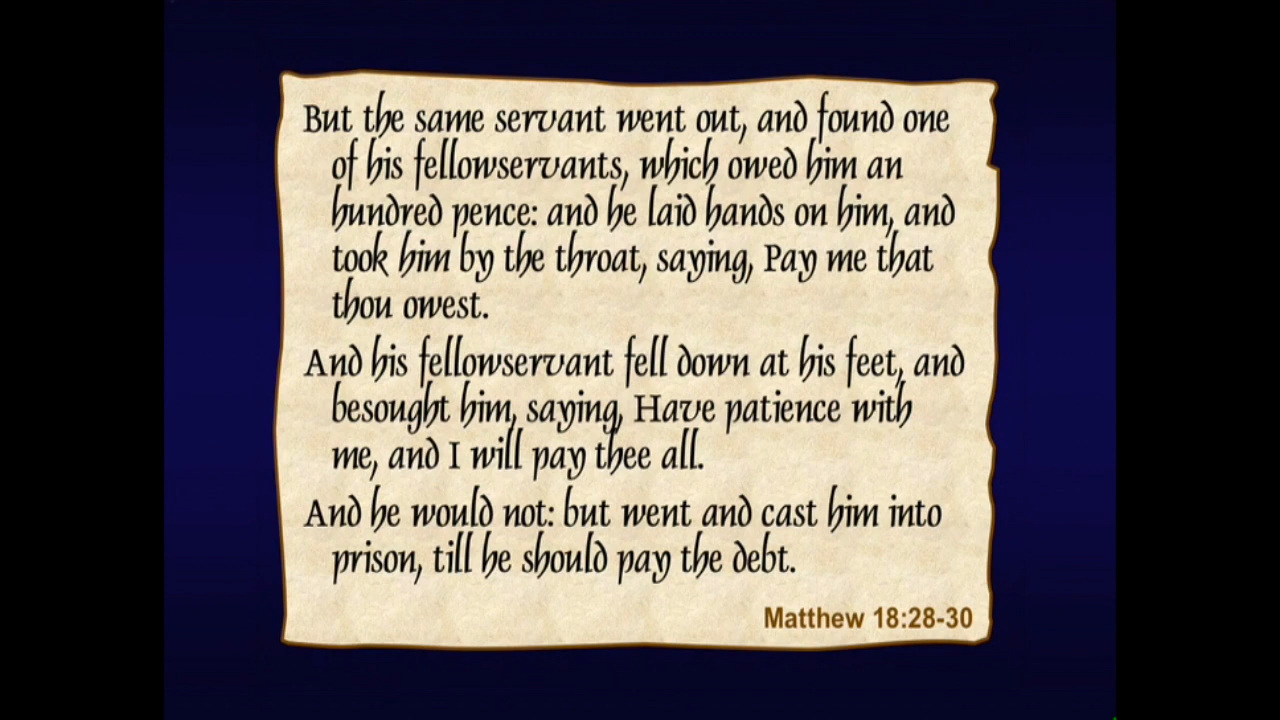 But the same servant went out, and found one
of his fellowservants, which owed him an
hundred pence: and he laid hands on him, and
took him by the throat, saying, Pay me that
thou owest.
And his fellowservant fell down at his feet, and
besought him, saying, Have patience with
me, and I will pay thee all.
And he would not: but went and cast him into
prison, till he should pay the debt.
Matthew 18:28-30